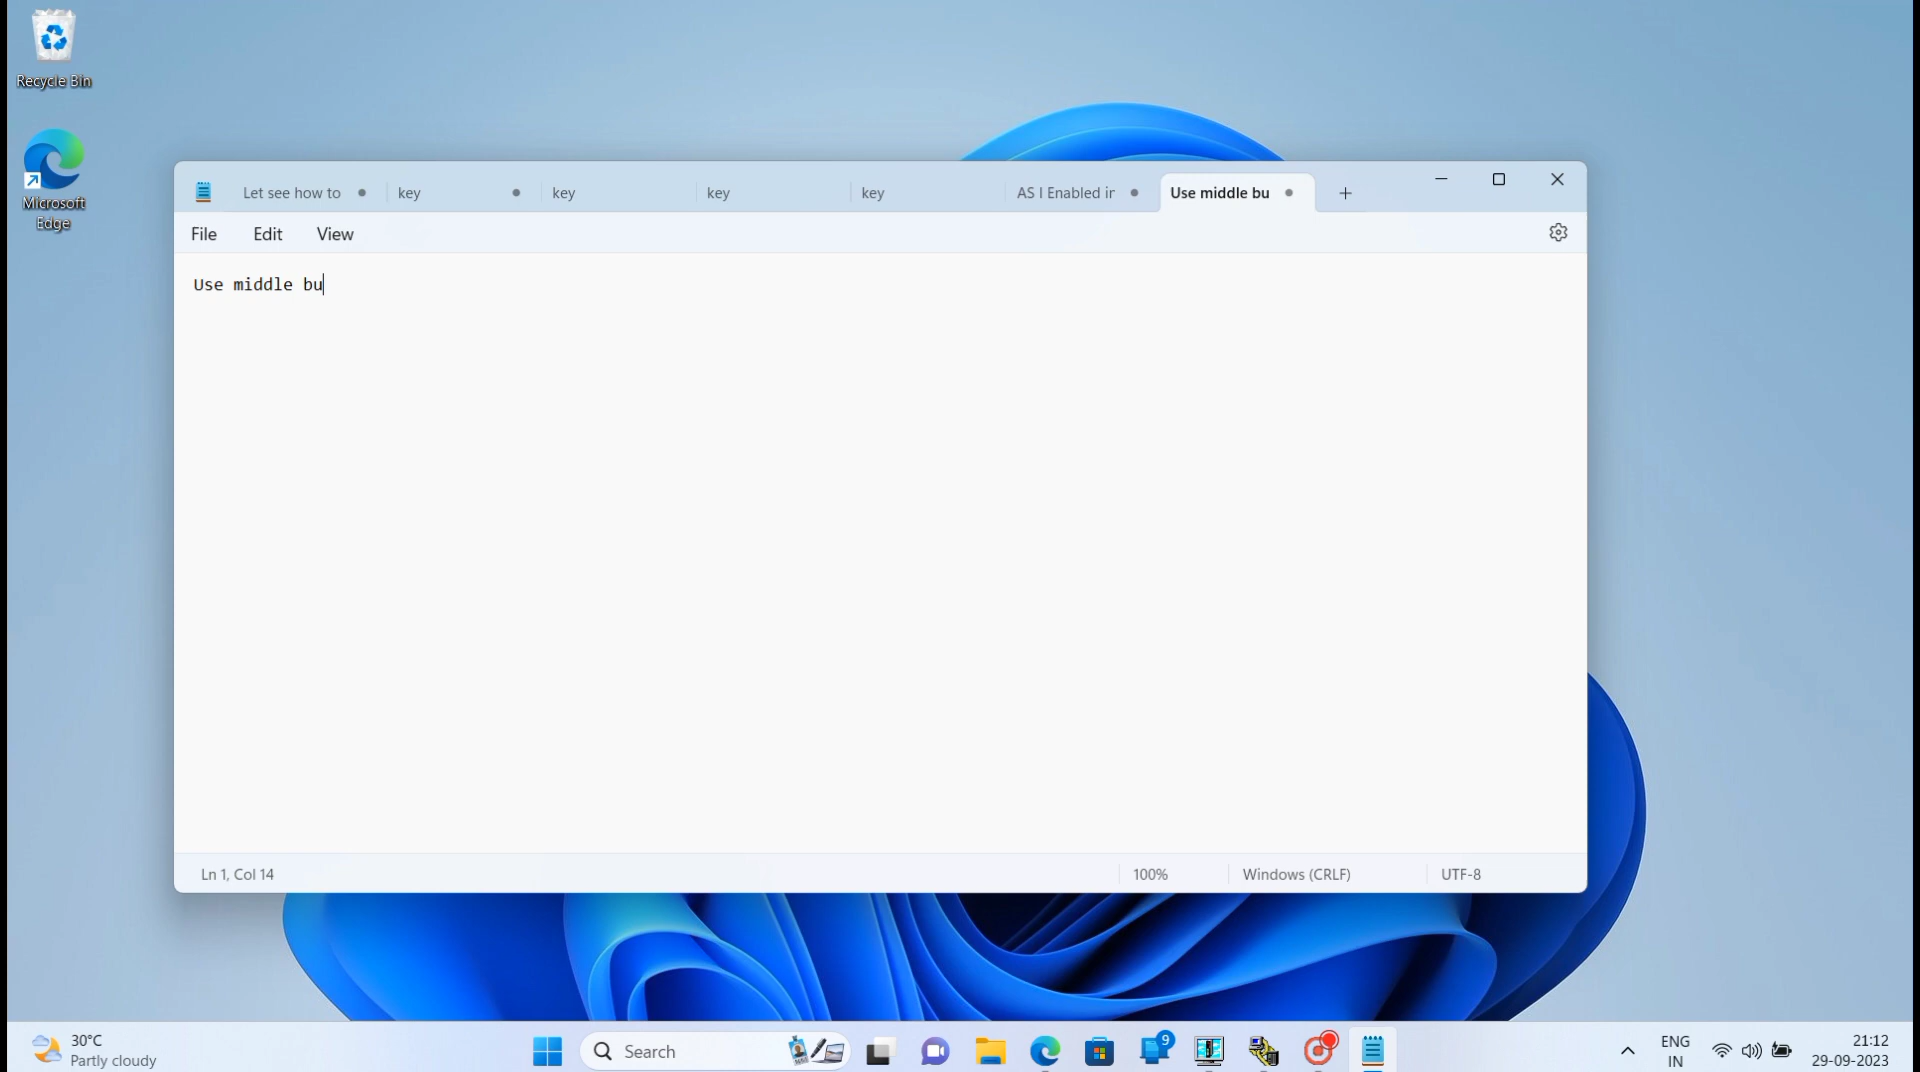 Recycle Bin
Microsoft
Edge
Let see how to
key
key
key
key
AS I Enabled ir
Use middle bu
File
Edit
View
Use middle bu
Ln 1, Col 14
100%
Windows (CRLF)
UTF-8
30°C
Partly cloudy
Search
9
ENG
IN
21:12
29-09-2023